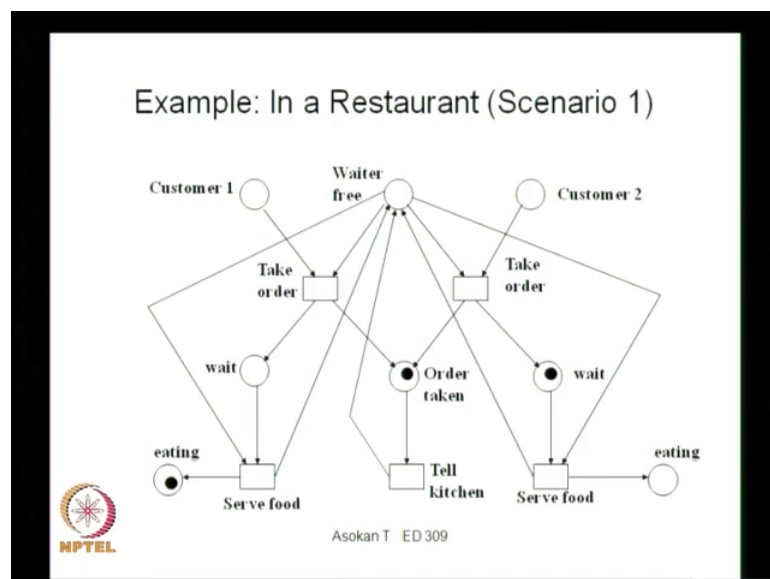 Example: In a Restaurant (Scenario 1)
Customer 1
Waiter
free
Customer 2
Take
order
Take
order
wait
Order
taken
wait
eating
eating
Serve food
Tell
kitchen
Serve food
NPTEL
Asokan T ED 309